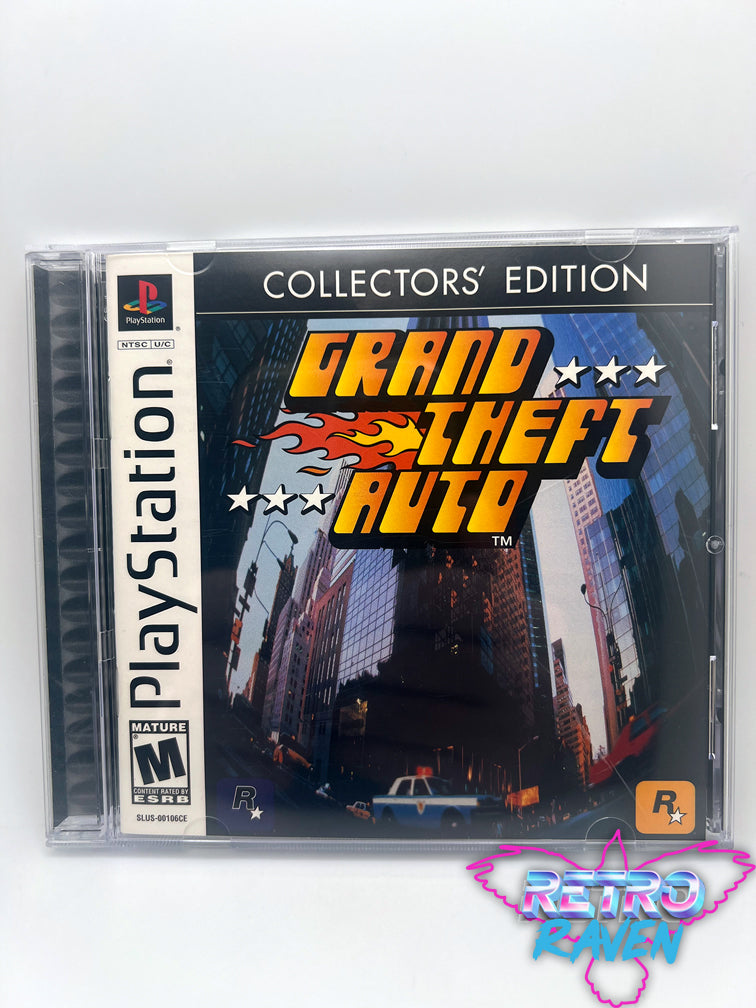 COLLECTORS' EDITION
PlayStation
®
NTSC U/C
PlayStation®
GRAND
THEFT
AUTO
TM
MATURE
M
®
CONTENT RATED BY
ESRB
SLUS-00106CE
R
R
RETRO
RAVEN